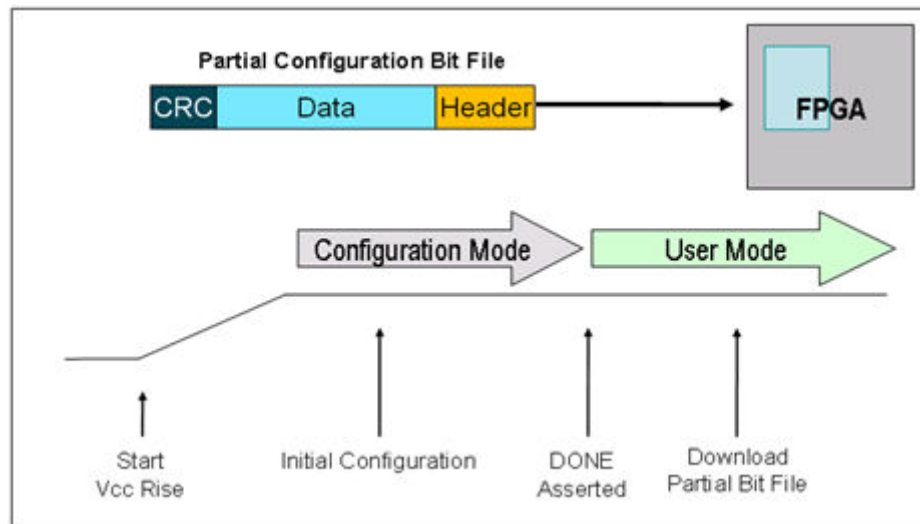 Partial Configuration Bit File
CRC Data Header
FPGA
Configuration Mode
User Mode
Start
Vcc Rise
Initial Configuration
DONE
Asserted
Download
Partial Bit File